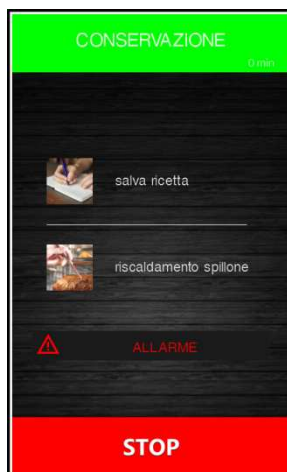 CONSERVAZIONE
0 min
salva ricetta
riscaldamento spillone
ALLARME
STOP